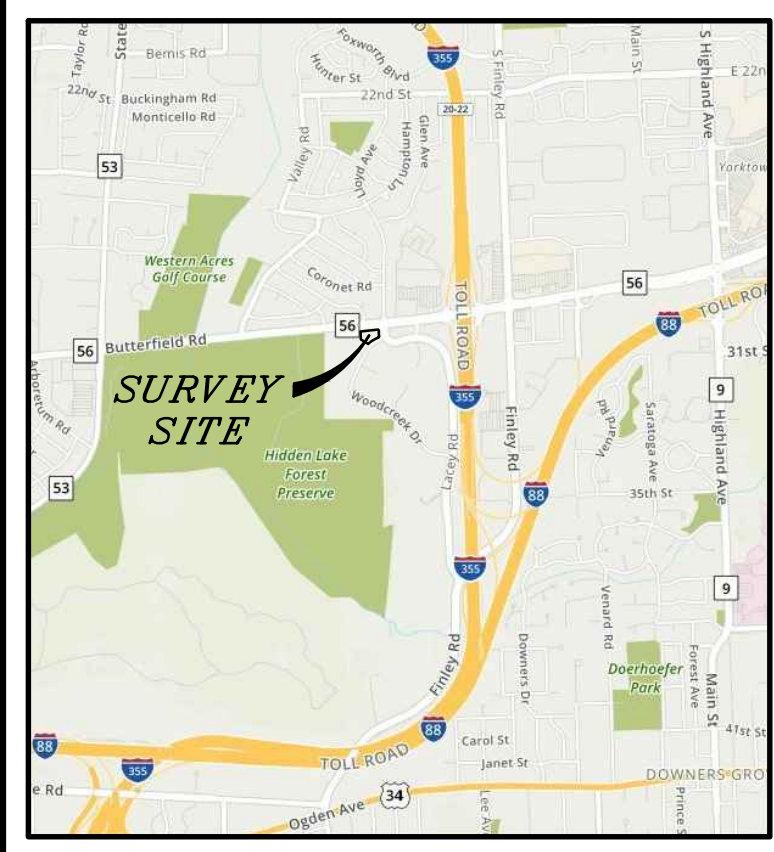 Taylor Rd
State
Bemis Rd
22nd St
Buckingham Rd
Monticello Rd
53
Foxworth Blvd
Hunter St
22nd St
355
20-22
S Finley Rd
Main St
S Highland Ave
E 22n
Valley Rd
Lloyd Ave
Hampton Ln
Glen Ave
Yorktow
Western Acres
Golf Course
Coronet Rd
56
56
56
Butterfield Rd
TOLL ROAD
TOLL ROA
88
31st S
SURVEY
SITE
355
9
Arboretum Rd
Woodcreek Dr
Hidden Lake
Forest
Preserve
Lacey Rd
Finley Rd
Venard Rd
Saratoga Ave
Highland Ave
53
88
35th St
355
9
Finley Rd
Downers Dr
Venard Rd
Doerhoefer
Park
Forest Ave
Main St
88
355
TOLL ROAD
88
Carol St
Janet St
41st St
DOWNERS GRO
e Rd
Ogden Ave
34
Lee Av
Prince S